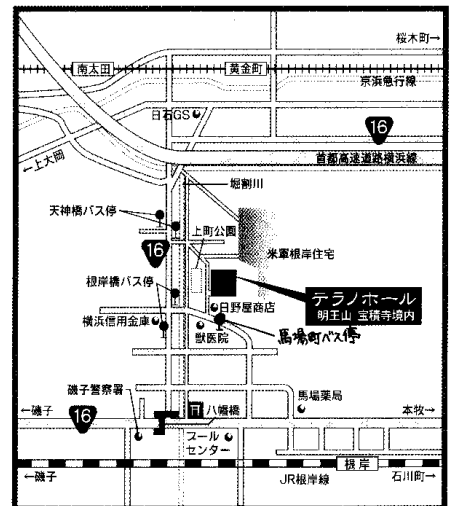 桜木町→
南太田
黄金町
京浜急行線
日石GS
16
←上大岡
首都高速道路横浜線
堀割川
天神橋バス停
上町公園
16
米軍根岸住宅
根岸橋バス停
テラノホール
明王山 宝積寺境内
日野屋商店
横浜信用金庫
獣医院
馬場町バス停
磯子警察署
馬場薬局
←磯子
16
八幡橋
本牧→
プール
センター
根岸
←磯子
JR根岸線
石川町→